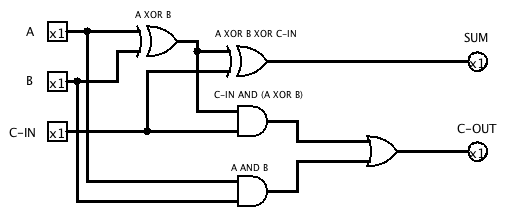 A XOR B
A x1
A XOR B XOR C-IN
SUM
x1
B x1
C-IN AND (A XOR B)
C-IN x1
C-OUT
x1
A AND B